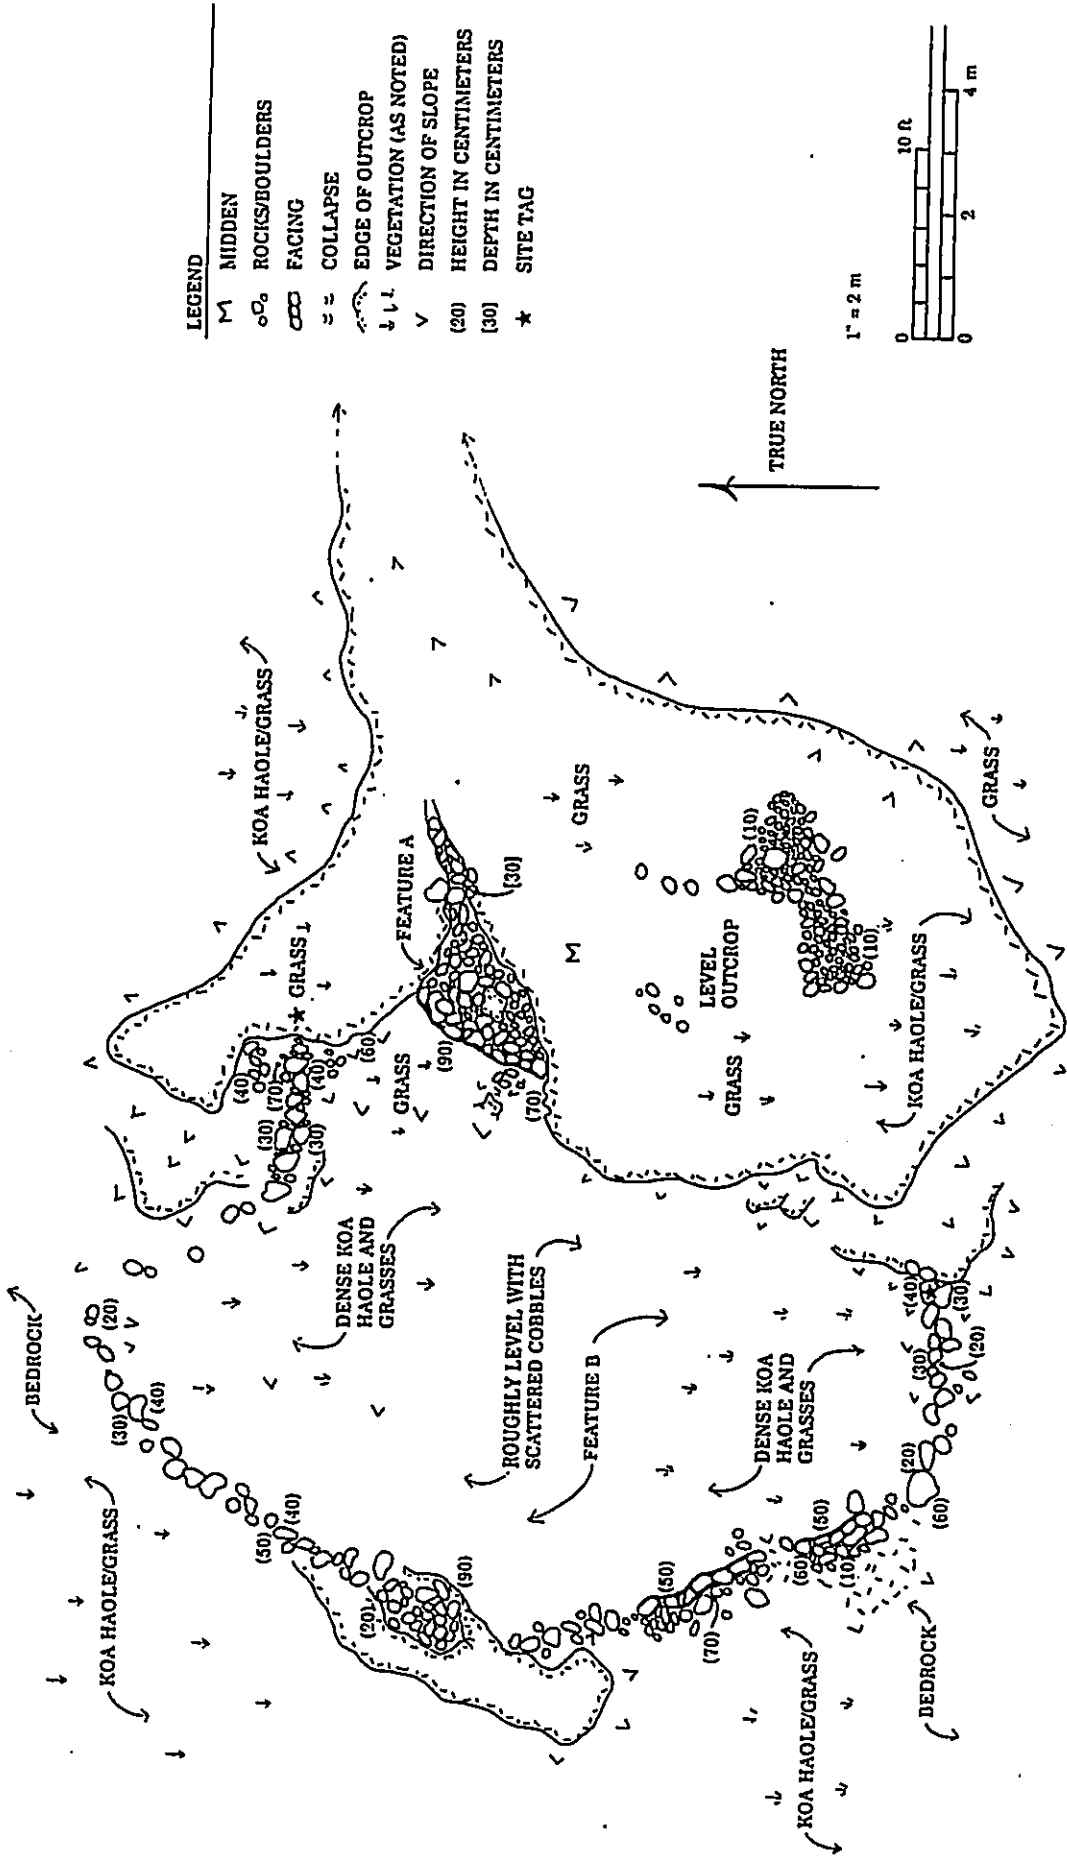 LEGEND
M MIDDEN
ROCKS/BOULDERS
FACING
COLLAPSE
EDGE OF OUTCROP
VEGETATION (AS NOTED)
DIRECTION OF SLOPE
(20) HEIGHT IN CENTIMETERS
[30] DEPTH IN CENTIMETERS
★ SITE TAG
1" = 2 m
0
10 ft
0
2
4 m
TRUE NORTH
BEDROCK
KOA HAOLE/GRASS
KOA HAOLE/GRASS
GRASS
FEATURE A
GRASS
DENSE KOA
HAOLE AND
GRASSES
ROUGHLY LEVEL WITH
SCATTERED COBBLES
FEATURE B
GRASS
M
LEVEL
OUTCROP
GRASS
KOA HAOLE/GRASS
GRASS
DENSE KOA
HAOLE AND
GRASSES
KOA HAOLE/GRASS
BEDROCK
(20)
(30)
(40)
(50)
(40)
(20)
(90)
(30)
(30)
(70)
(40)
(40)
(60)
(90)
(70)
[30]
(10)
(10)
(50)
(70)
(60)
(50)
(10)
(60)
(20)
(30)
(20)
(40)
(30)